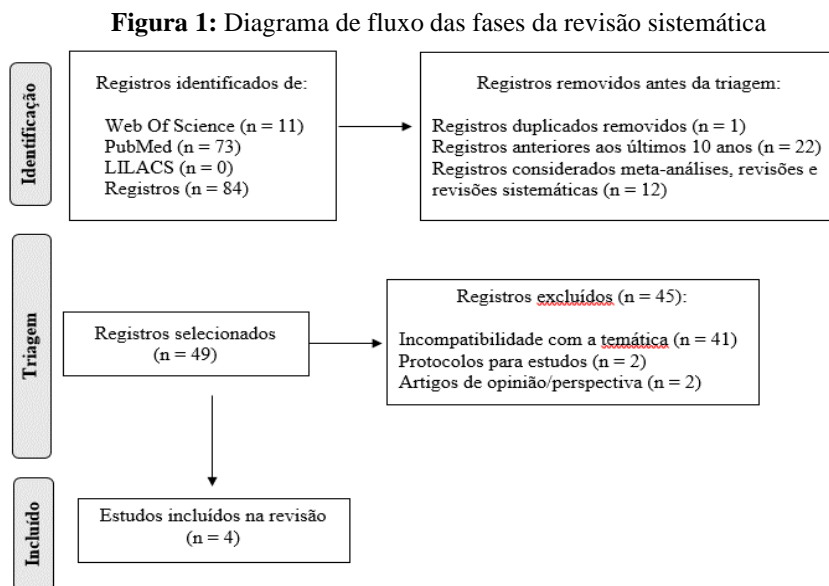 Figura 1: Diagrama de fluxo das fases da revisão sistemática
Identificação
Registros identificados de:
Web Of Science (n = 11)
PubMed (n = 73)
LILACS (n = 0)
Registros (n = 84)
Registros removidos antes da triagem:
Registros duplicados removidos (n = 1)
Registros anteriores aos últimos 10 anos (n = 22)
Registros considerados meta-análises, revisões e
revisões sistemáticas (n = 12)
Triagem
Registros selecionados
(n = 49)
Registros excluídos (n = 45):
Incompatibilidade com a temática (n = 41)
Protocolos para estudos (n = 2)
Artigos de opinião/perspectiva (n = 2)
Incluído
Estudos incluídos na revisão
(n = 4)